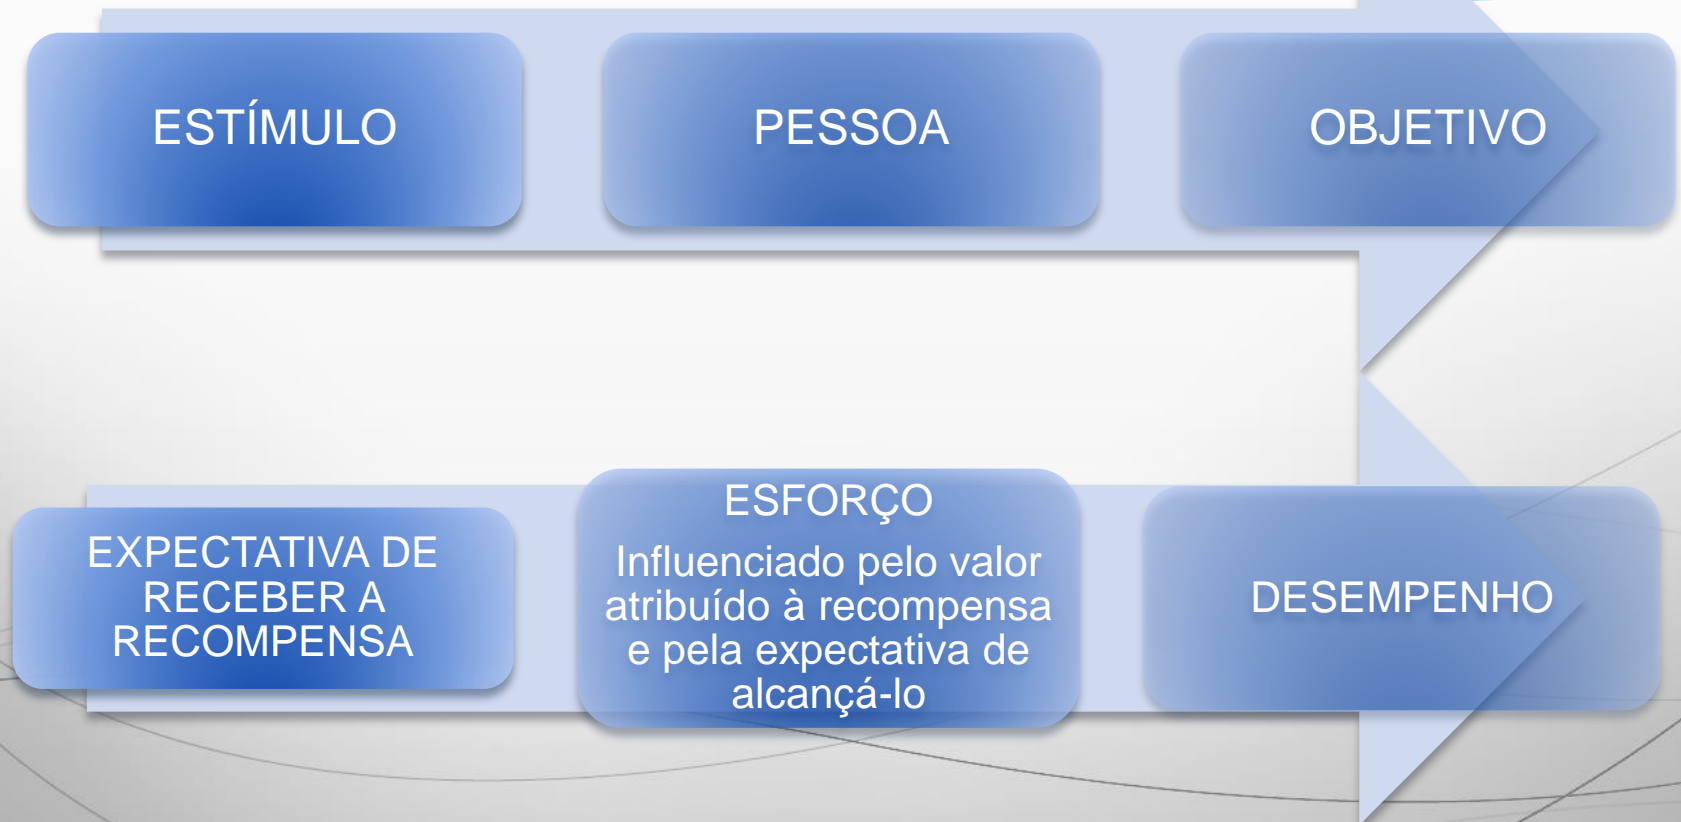 ESTÍMULO
PESSOA
OBJETIVO
EXPECTATIVA DE
RECEBER A
RECOMPENSA
ESFORÇO
Influenciado pelo valor
atribuído à recompensa
e pela expectativa de
alcançá-lo
DESEMPENHO